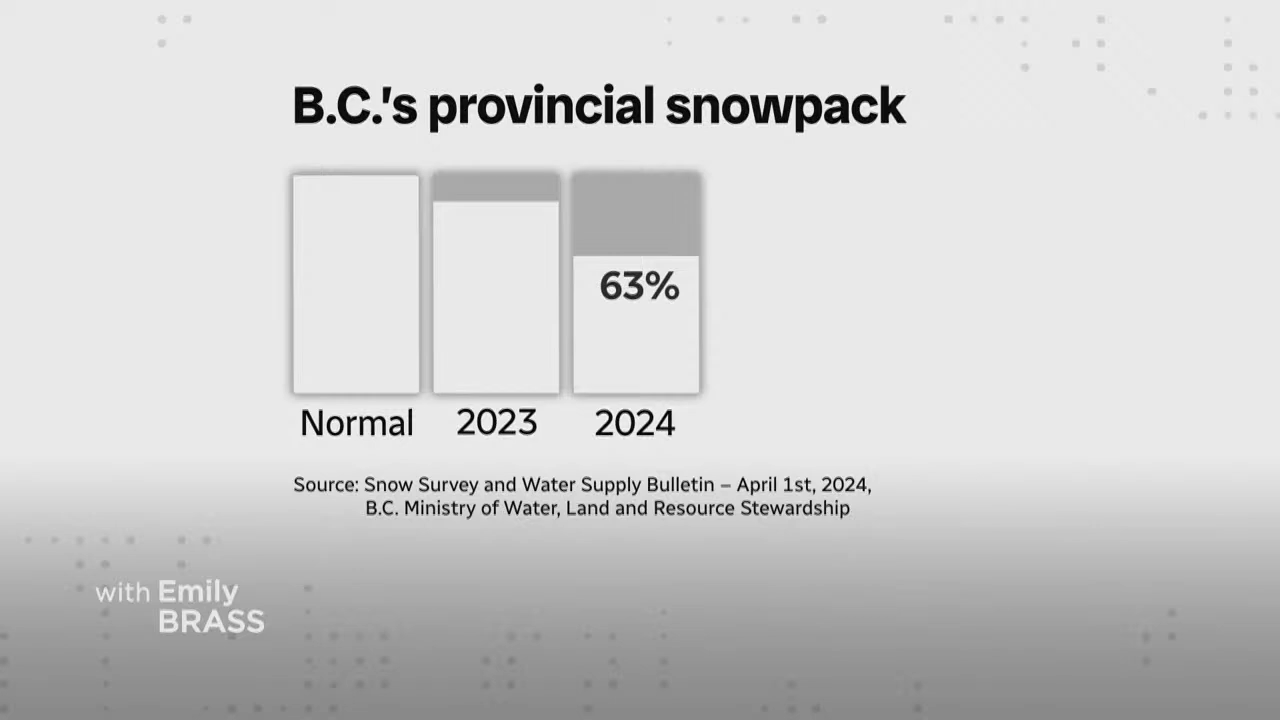 B.C.'s provincial snowpack
63%
Normal
2023
2024
Source: Snow Survey and Water Supply Bulletin – April 1st, 2024,
B.C. Ministry of Water, Land and Resource Stewardship
with Emily
BRASS